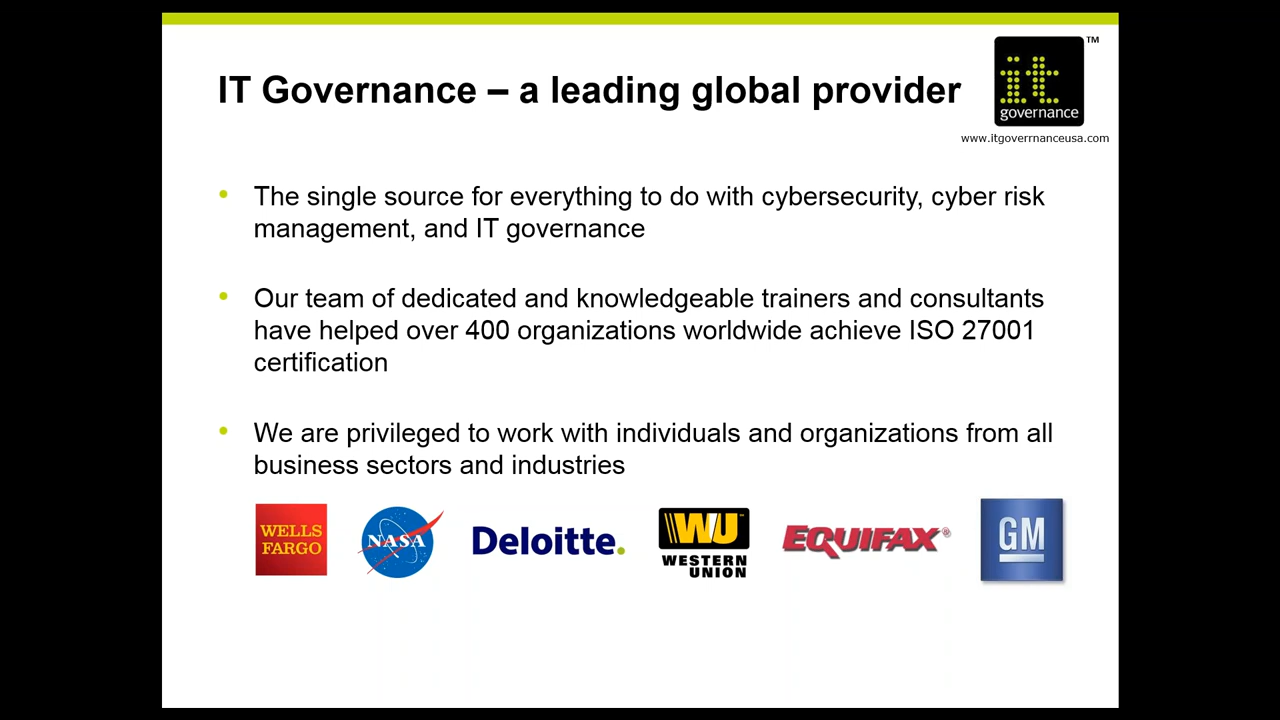 IT Governance – a leading global provider
it
governance
TM
www.itgoverrnanceusa.com
• The single source for everything to do with cybersecurity, cyber risk
management, and IT governance
• Our team of dedicated and knowledgeable trainers and consultants
have helped over 400 organizations worldwide achieve ISO 27001
certification
• We are privileged to work with individuals and organizations from all
business sectors and industries
WELLS
FARGO
NASA
Deloitte.
WU
WESTERN
UNION
EQUIFAX®
GM